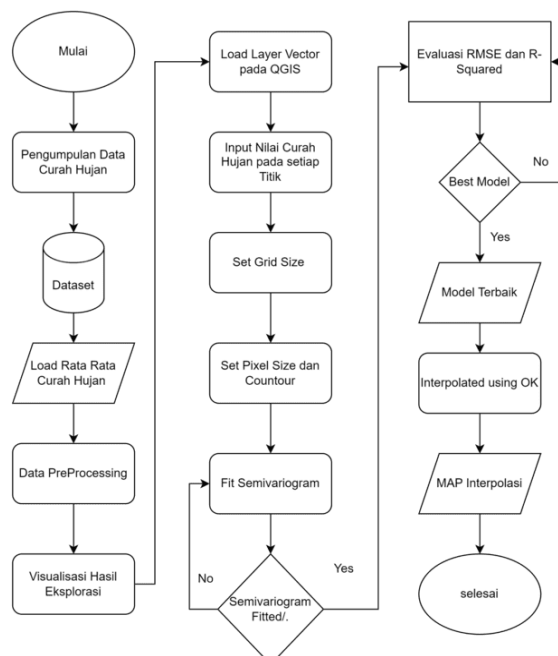 Mulai
Pengumpulan Data
Curah Hujan
Dataset
Load Rata Rata
Curah Hujan
Data PreProcessing
Visualisasi Hasil
Eksplorasi
Load Layer Vector
pada QGIS
Input Nilai Curah
Hujan pada setiap
Titik
Set Grid Size
Set Pixel Size dan
Countour
Fit Semivariogram
No
Yes
Semivariogram
Fitted/.
Evaluasi RMSE dan R-
Squared
No
Best Model
Yes
Model Terbaik
Interpolated using OK
MAP Interpolasi
selesai